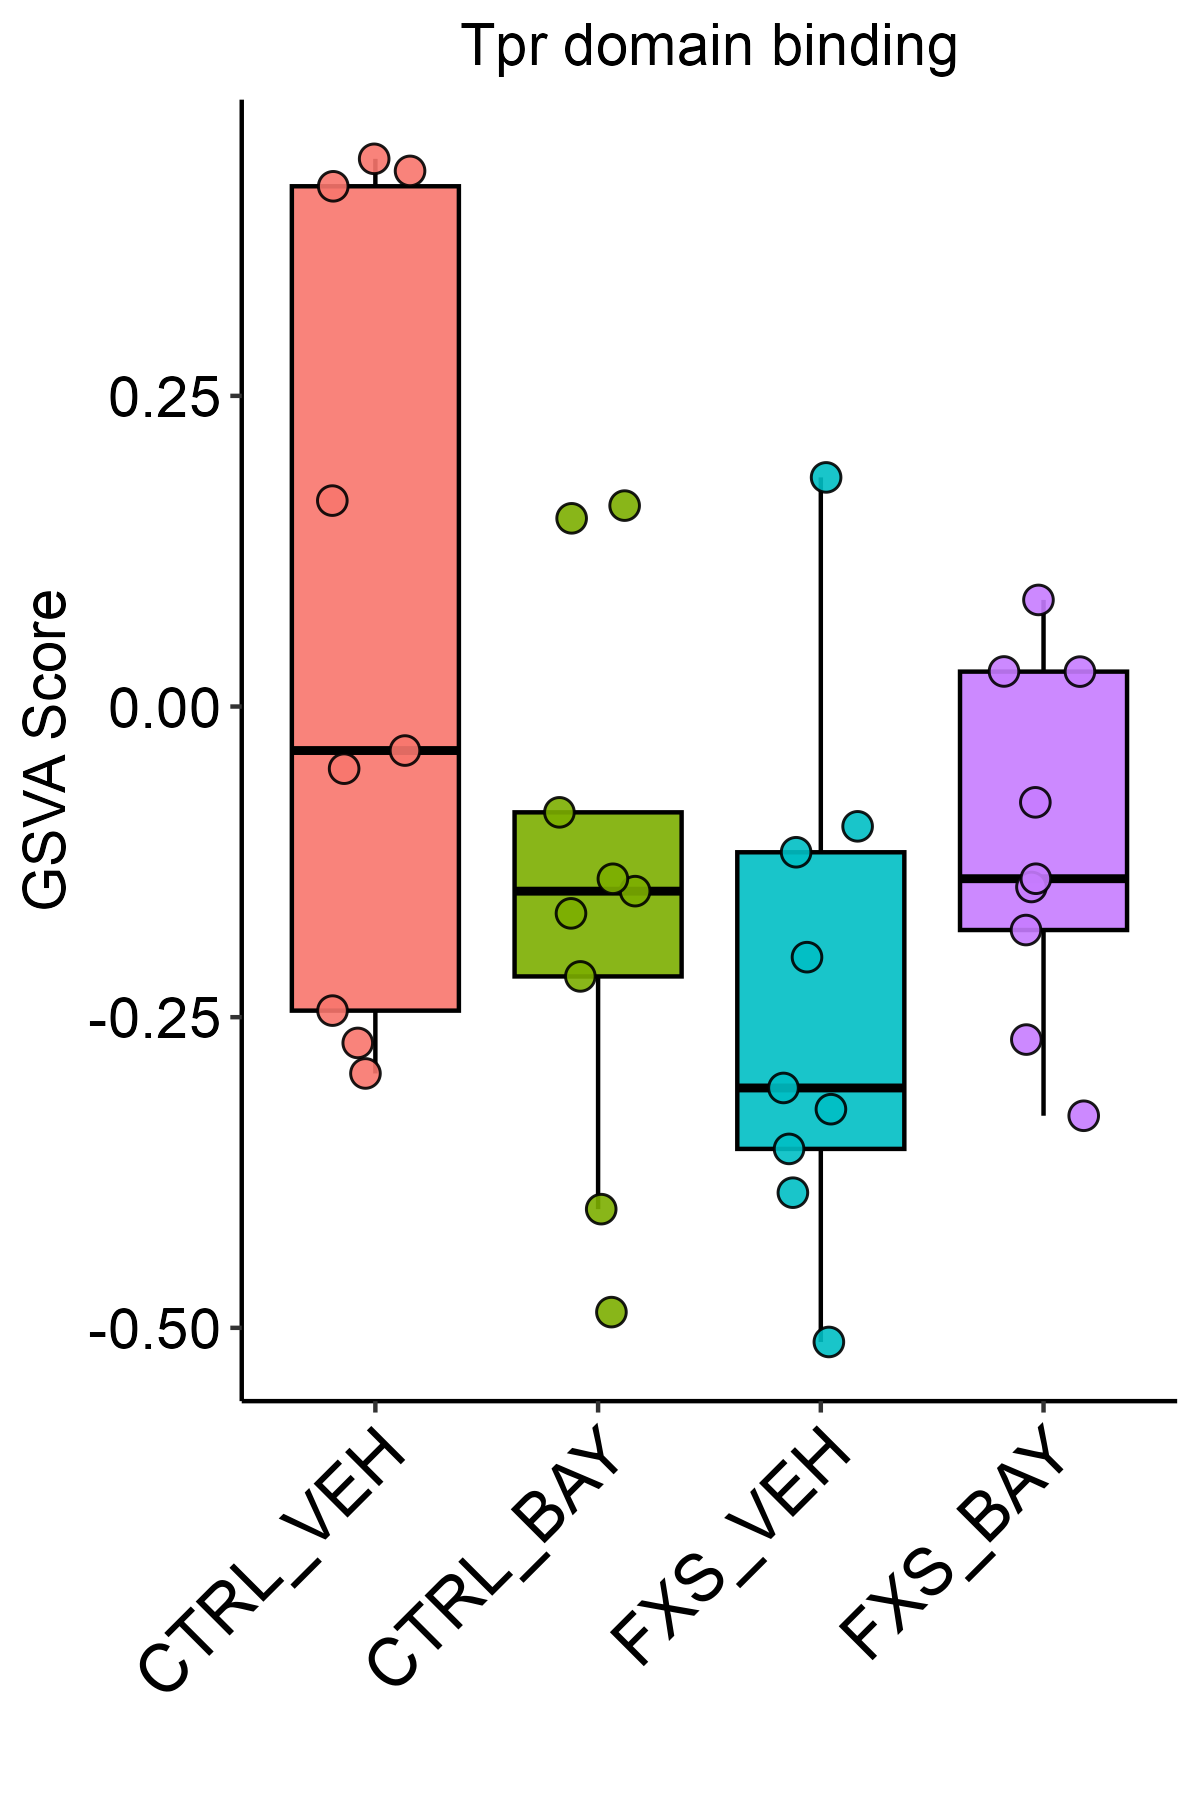 Tpr domain binding
GSVA Score
0.25
0.00
-0.25
-0.50
CTRL_VEH
CTRL_BAY
FXS_VEH
FXS_BAY